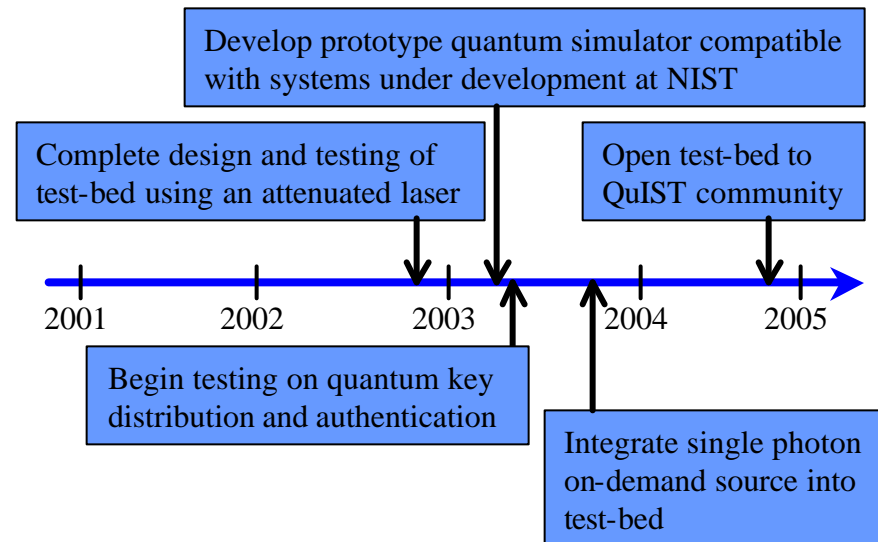 Develop prototype quantum simulator compatible
with systems under development at NIST
Complete design and testing of
test-bed using an attenuated laser
Open test-bed to
QuIST community
2001
2002
2003
2004
2005
Begin testing on quantum key
distribution and authentication
Integrate single photon
on-demand source into
test-bed